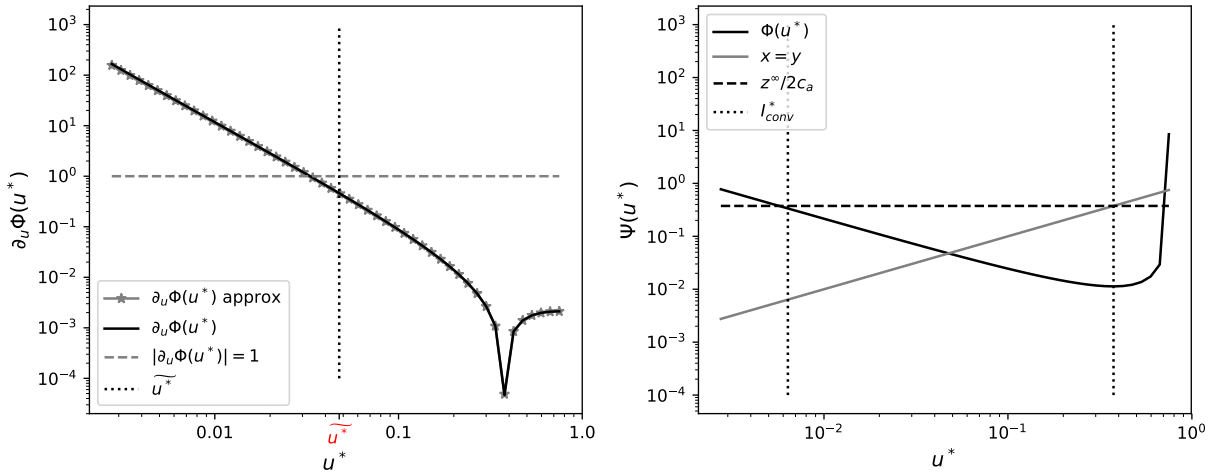 10³
10²
10¹
10⁰
10⁻¹
10⁻²
10⁻³
10⁻⁴
∂ᵤΦ(u*)
∂ᵤΦ(u*) approx
∂ᵤΦ(u*)
|∂ᵤΦ(u*)| = 1
ũ*
0.01
0.1
1.0
ũ*
u*
10³
10²
10¹
10⁰
10⁻¹
10⁻²
10⁻³
10⁻⁴
Ψ(u*)
Φ(u*)
x = y
z^∞/2cₐ
l*_conv
10⁻²
10⁻¹
10⁰
u*